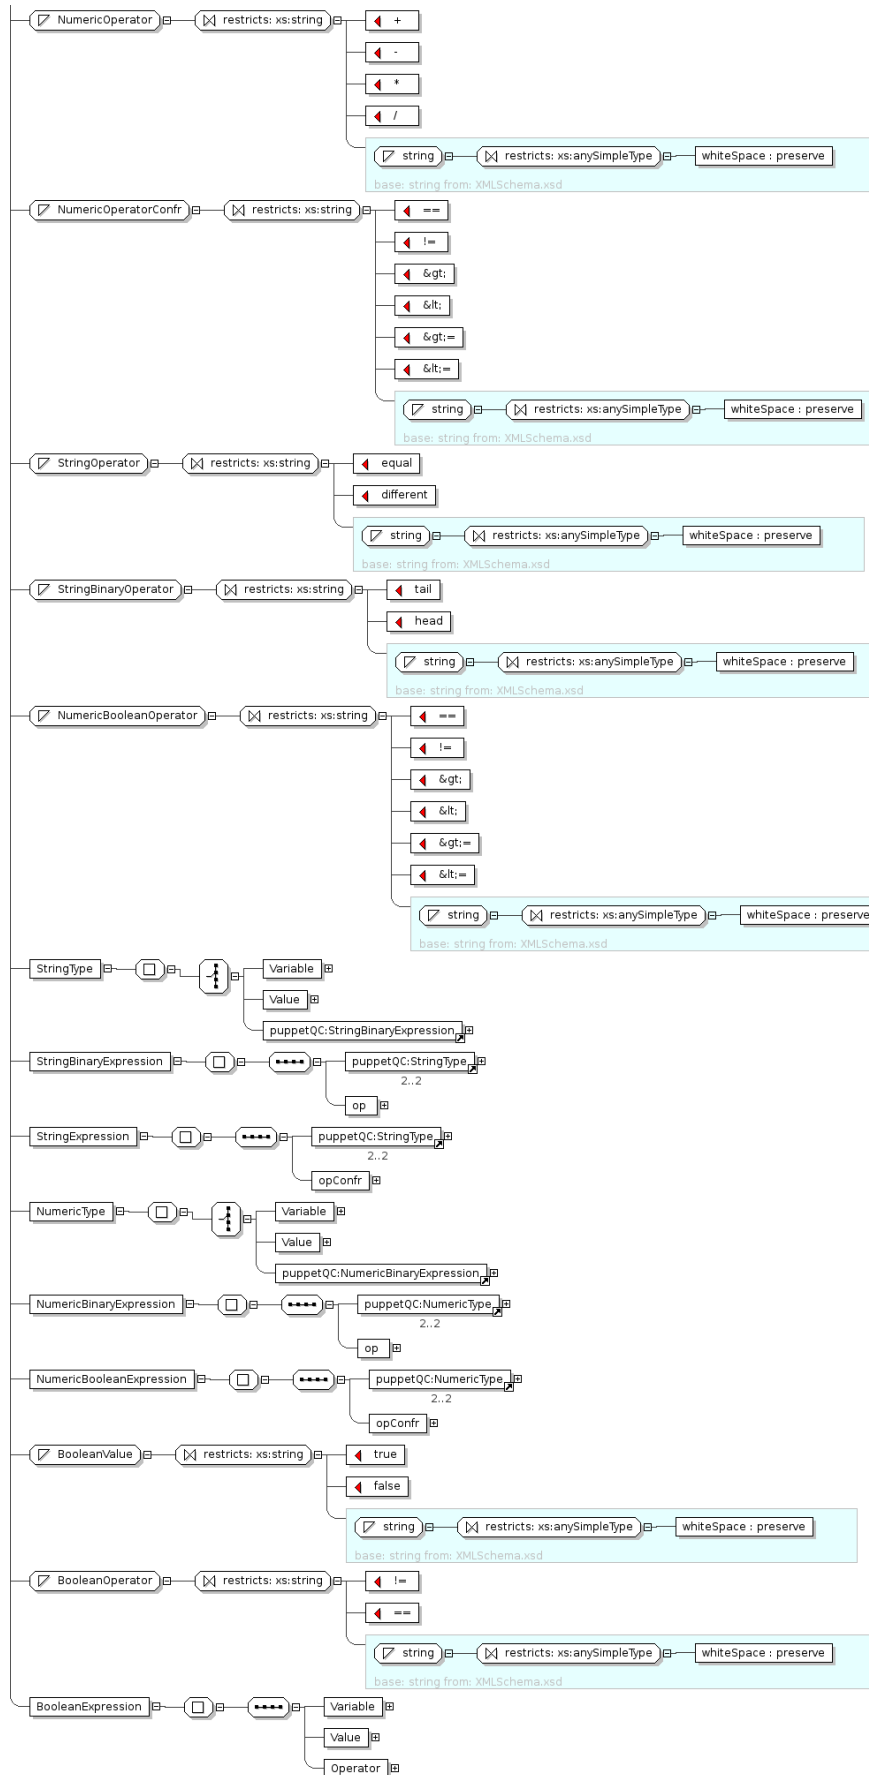 NumericOperator restricts: xs:string +
-
*
/
string restricts: xs:anySimpleType whiteSpace : preserve
base: string from: XMLSchema.xsd
NumericOperatorConfr restricts: xs:string ==
!=
&gt;
&lt;
&gt;=
&lt;=
string restricts: xs:anySimpleType whiteSpace : preserve
base: string from: XMLSchema.xsd
StringOperator restricts: xs:string equal
different
string restricts: xs:anySimpleType whiteSpace : preserve
base: string from: XMLSchema.xsd
StringBinaryOperator restricts: xs:string tail
head
string restricts: xs:anySimpleType whiteSpace : preserve
base: string from: XMLSchema.xsd
NumericBooleanOperator restricts: xs:string ==
!=
&gt;
&lt;
&gt;=
&lt;=
string restricts: xs:anySimpleType whiteSpace : preserve
base: string from: XMLSchema.xsd
StringType Variable
Value
puppetQC:StringBinaryExpression
StringBinaryExpression puppetQC:StringType
2..2
op
StringExpression puppetQC:StringType
2..2
opConfr
NumericType Variable
Value
puppetQC:NumericBinaryExpression
NumericBinaryExpression puppetQC:NumericType
2..2
op
NumericBooleanExpression puppetQC:NumericType
2..2
opConfr
BooleanValue restricts: xs:string true
false
string restricts: xs:anySimpleType whiteSpace : preserve
base: string from: XMLSchema.xsd
BooleanOperator restricts: xs:string !=
==
string restricts: xs:anySimpleType whiteSpace : preserve
base: string from: XMLSchema.xsd
BooleanExpression Variable
Value
Operator